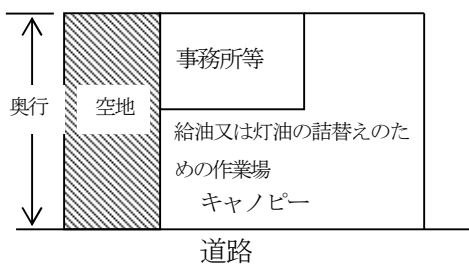 事務所等
奥行
空地
給油又は灯油の詰替えのた
めの作業場
キャノピー
道路